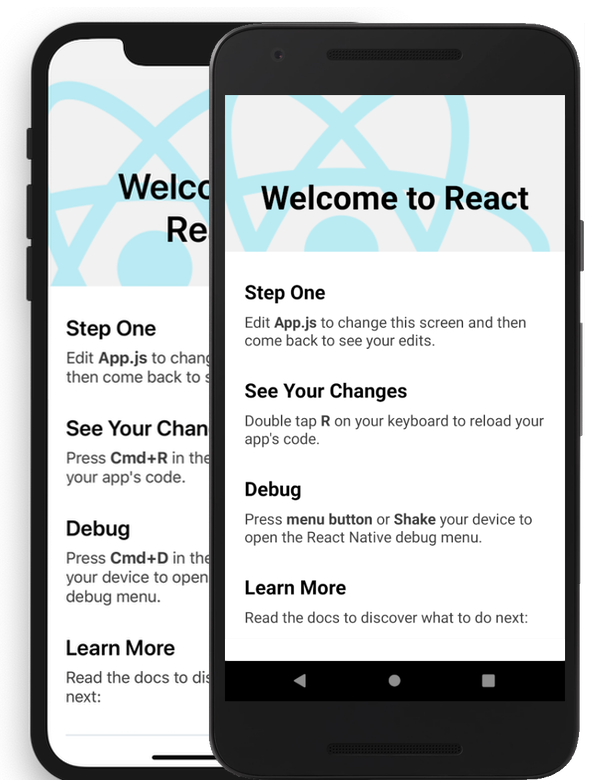 Welco
Re
Step One
Edit App.js to chang
then come back to s
See Your Chan
Press Cmd+R in the
your app's code.
Debug
Press Cmd+D in the
your device to open
debug menu.
Learn More
Read the docs to dis
next:
Welcome to React
Step One
Edit App.js to change this screen and then
come back to see your edits.
See Your Changes
Double tap R on your keyboard to reload your
app's code.
Debug
Press menu button or Shake your device to
open the React Native debug menu.
Learn More
Read the docs to discover what to do next: